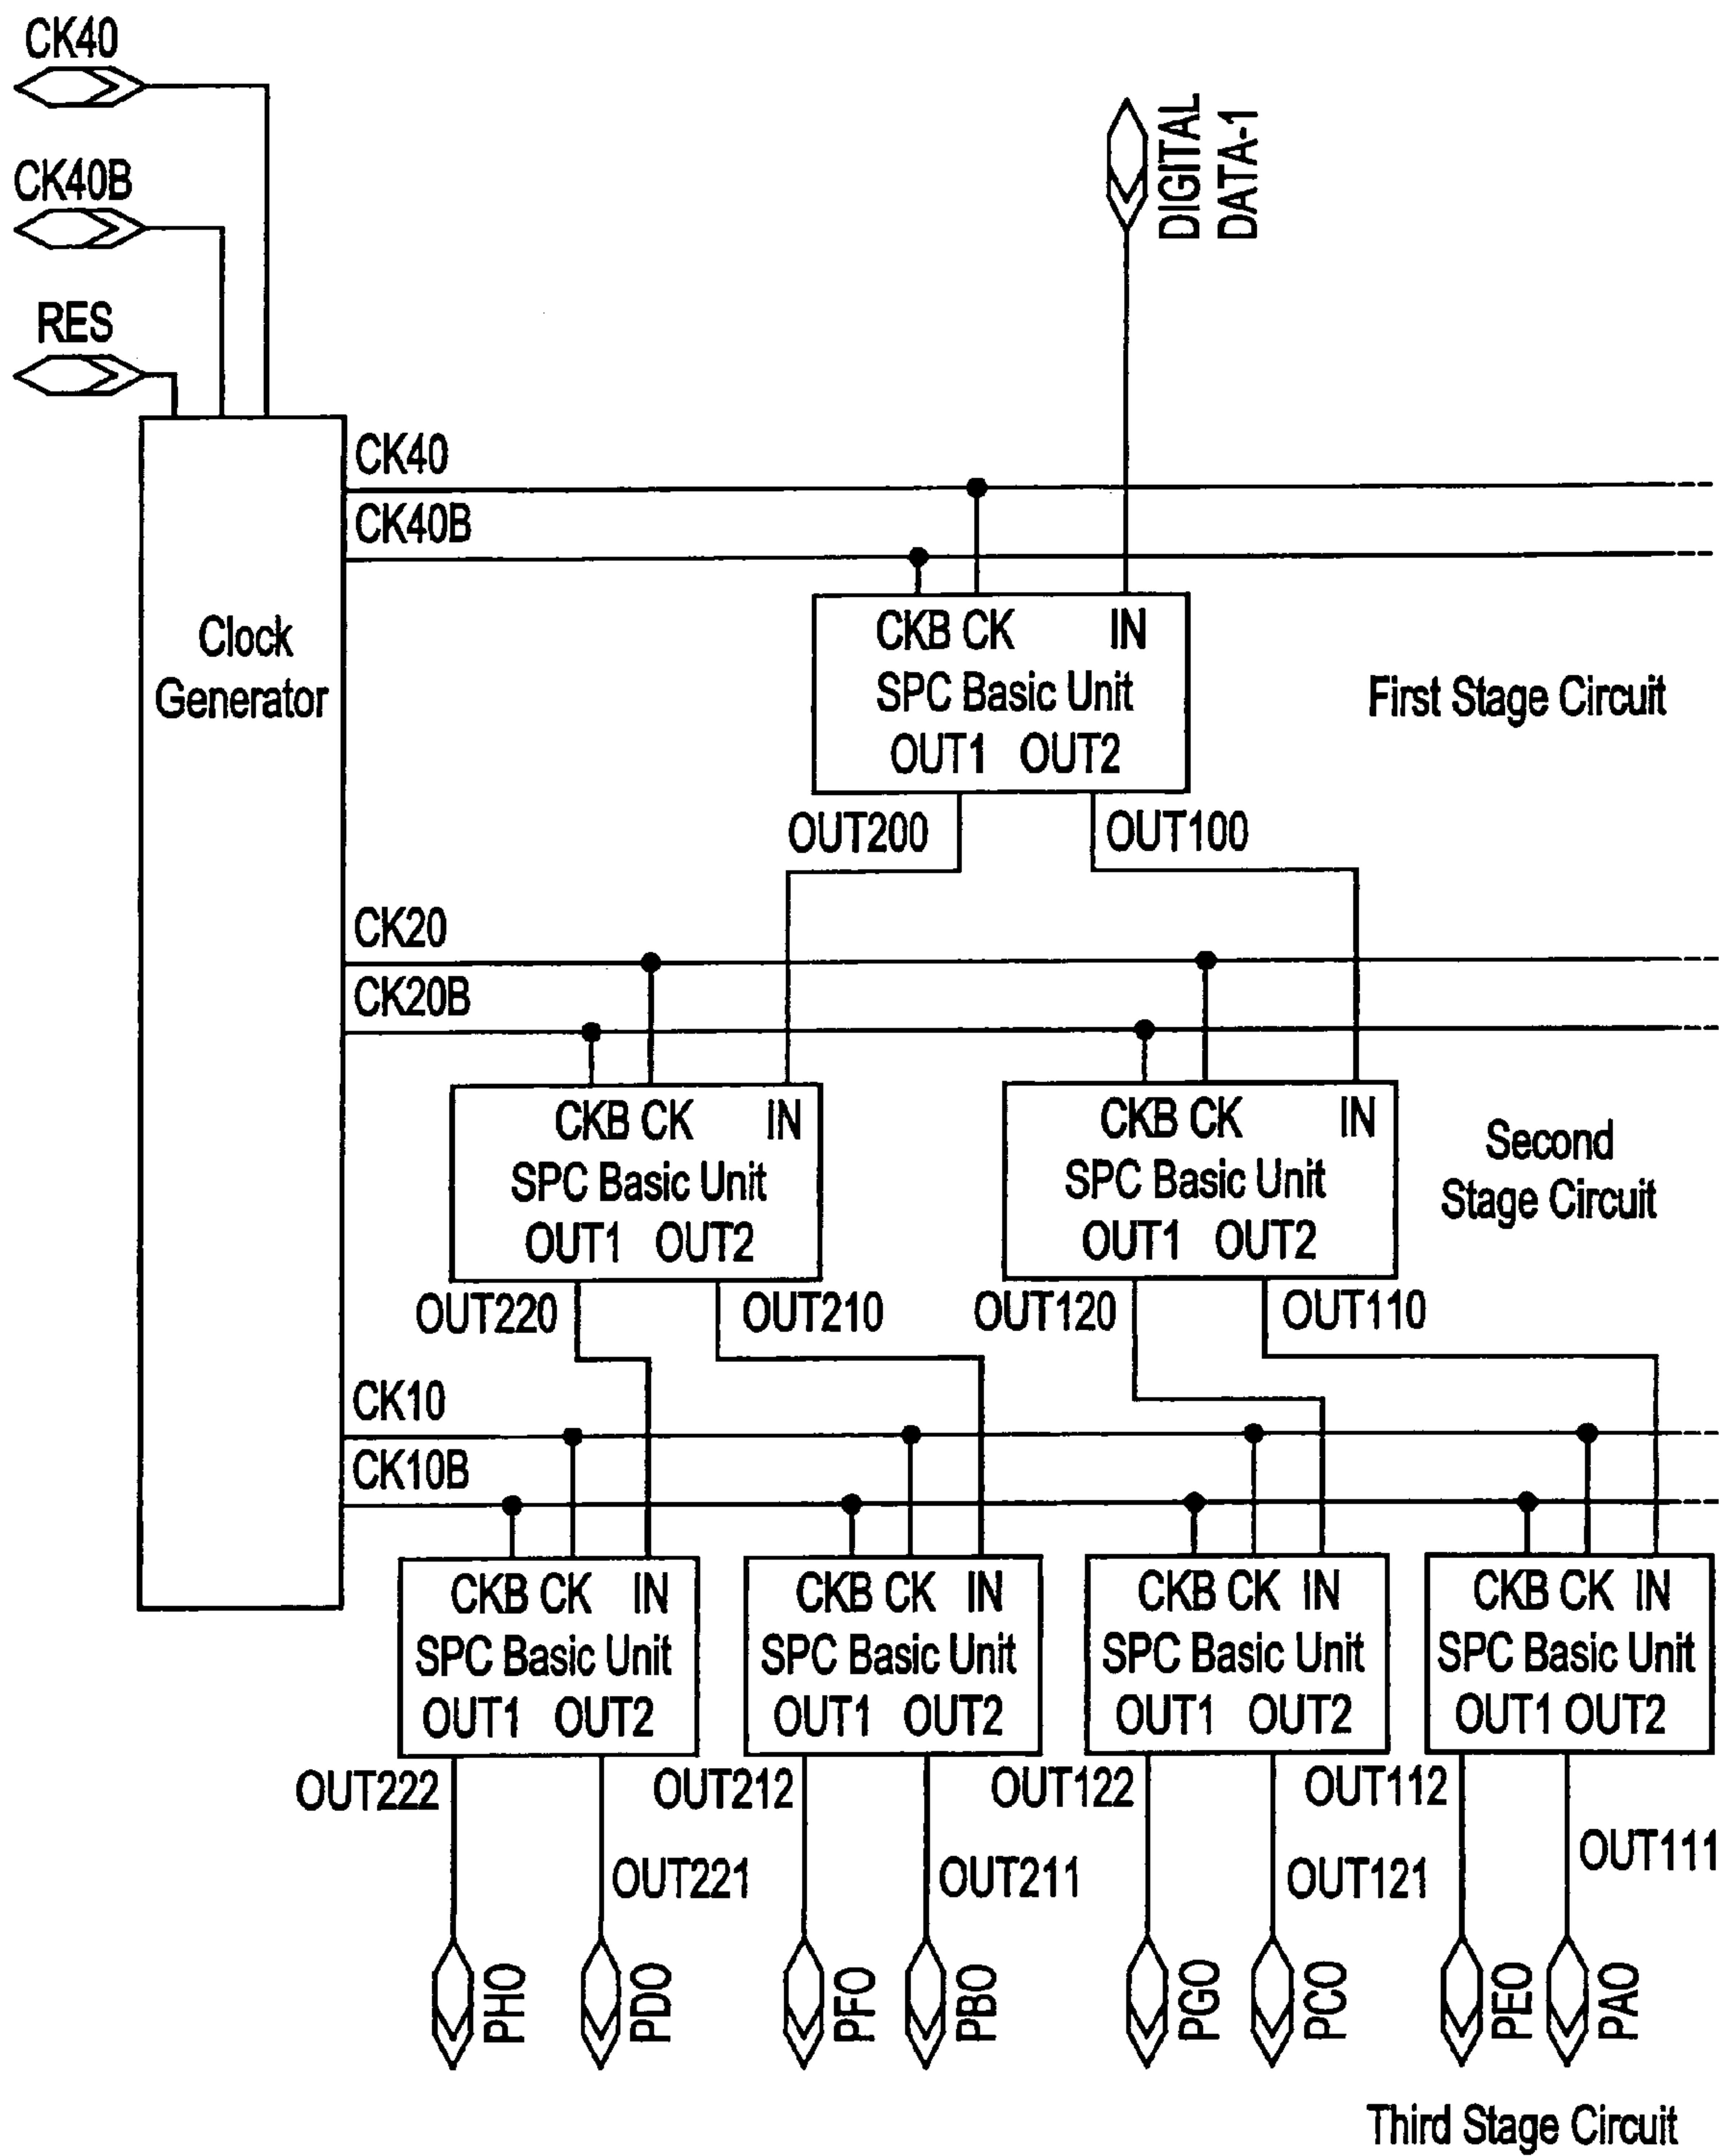 CK40
CK40B
RES
DIGITAL
DATA-1
CK40
CK40B
Clock
Generator
CKB CK IN
SPC Basic Unit
OUT1 OUT2
First Stage Circuit
OUT200
OUT100
CK20
CK20B
CKB CK IN
SPC Basic Unit
OUT1 OUT2
CKB CK IN
SPC Basic Unit
OUT1 OUT2
Second
Stage Circuit
OUT220
OUT210
OUT120
OUT110
CK10
CK10B
CKB CK IN
SPC Basic Unit
OUT1 OUT2
CKB CK IN
SPC Basic Unit
OUT1 OUT2
CKB CK IN
SPC Basic Unit
OUT1 OUT2
CKB CK IN
SPC Basic Unit
OUT1 OUT2
OUT222
OUT221
OUT212
OUT211
OUT122
OUT121
OUT112
OUT111
PHO
PDO
PFO
PBO
PGO
PCO
PEO
PAO
Third Stage Circuit